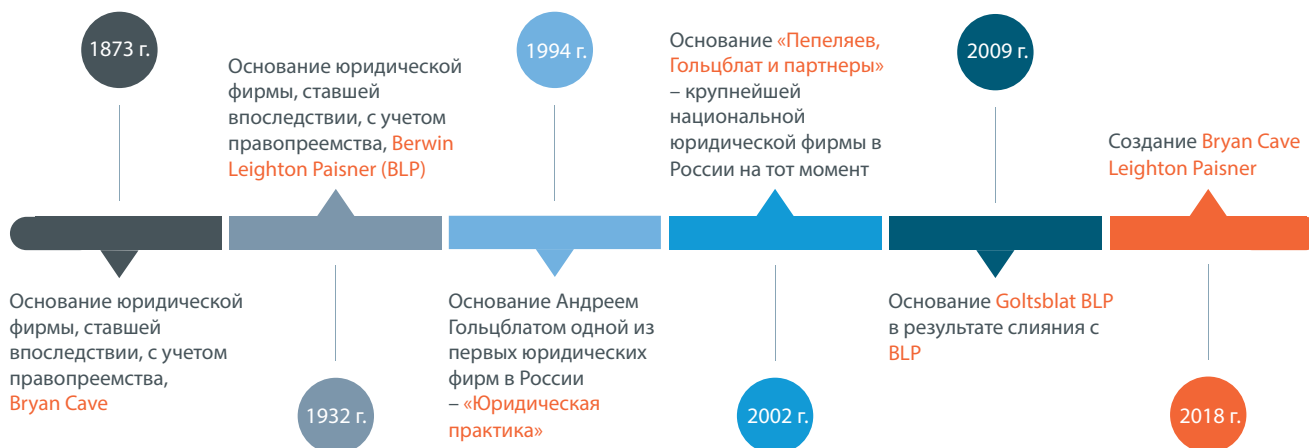 1873 г.
Основание юридической
фирмы, ставшей
впоследствии, с учетом
правопреемства,
Bryan Cave
Основание юридической
фирмы, ставшей
впоследствии, с учетом
правопреемства, Berwin
Leighton Paisner (BLP)
1932 г.
1994 г.
Основание Андреем
Гольцблатом одной из
первых юридических
фирм в России
– «Юридическая
практика»
Основание «Пепеляев,
Гольцблат и партнеры»
– крупнейшей
национальной
юридической фирмы в
России на тот момент
2002 г.
2009 г.
Основание Goltsblat BLP
в результате слияния с
BLP
Создание Bryan Cave
Leighton Paisner
2018 г.